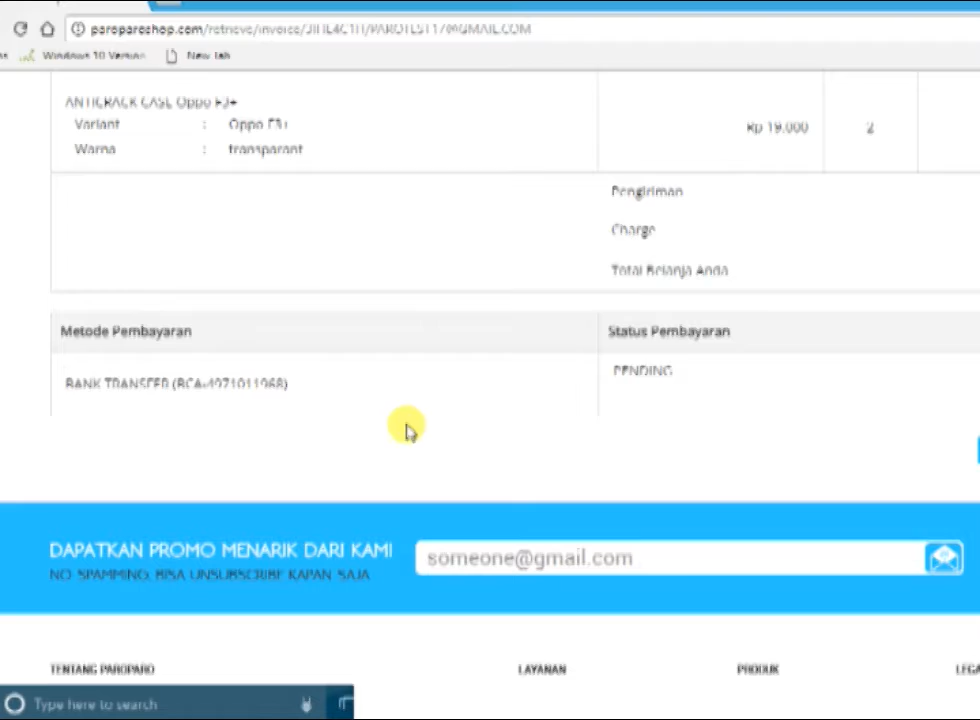 paroparoshop.com/retrieve/invoice/
Windows 10 Version New tab
ANTICRACK CASE Oppo F3+
Variant : Oppo F3+
Rp 19.000 2
Warna : transparant
Pengiriman
Charge
Total Belanja Anda
Metode Pembayaran Status Pembayaran
PENDING
BANK TRANSFER (BCA-4971011968)
DAPATKAN PROMO MENARIK DARI KAMI
someone@gmail.com
NO SPAMMING, BISA UNSUBSCRIBE KAPAN SAJA
TENTANG PAROPARO LAYANAN PRODUK
Type here to search